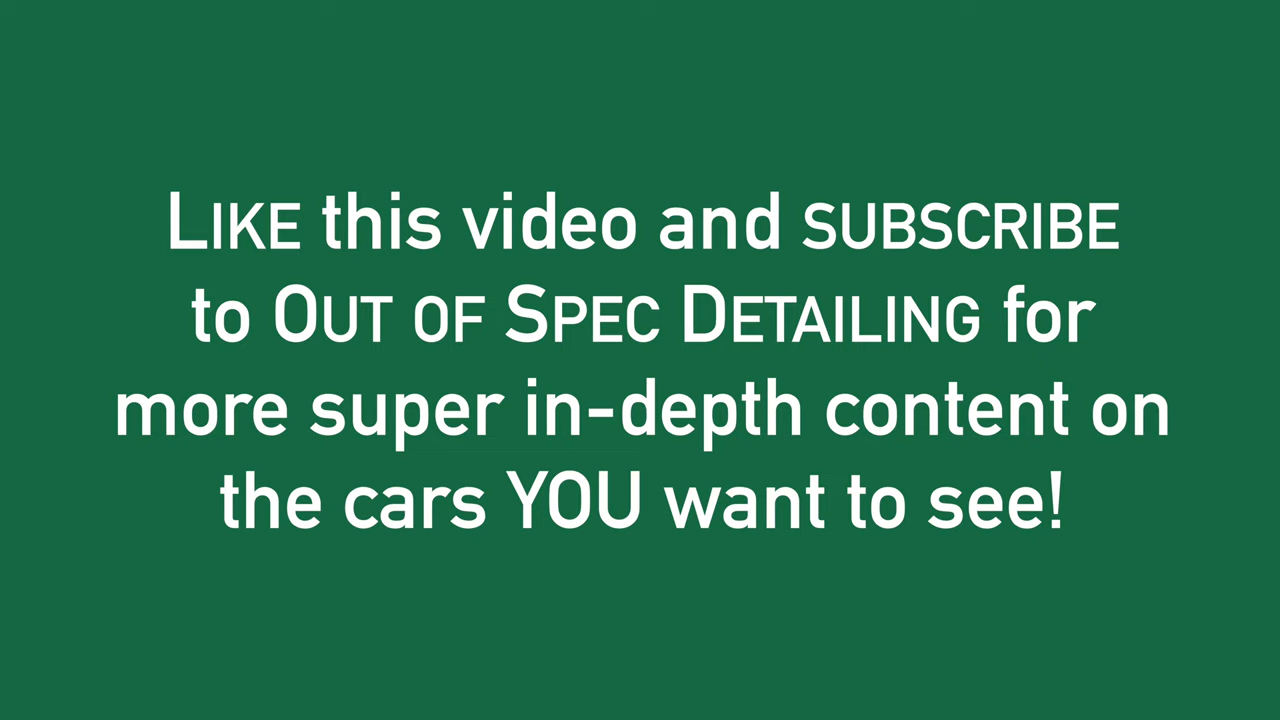 LIKE this video and SUBSCRIBE
to OUT OF SPEC DETAILING for
more super in-depth content on
the cars YOU want to see!